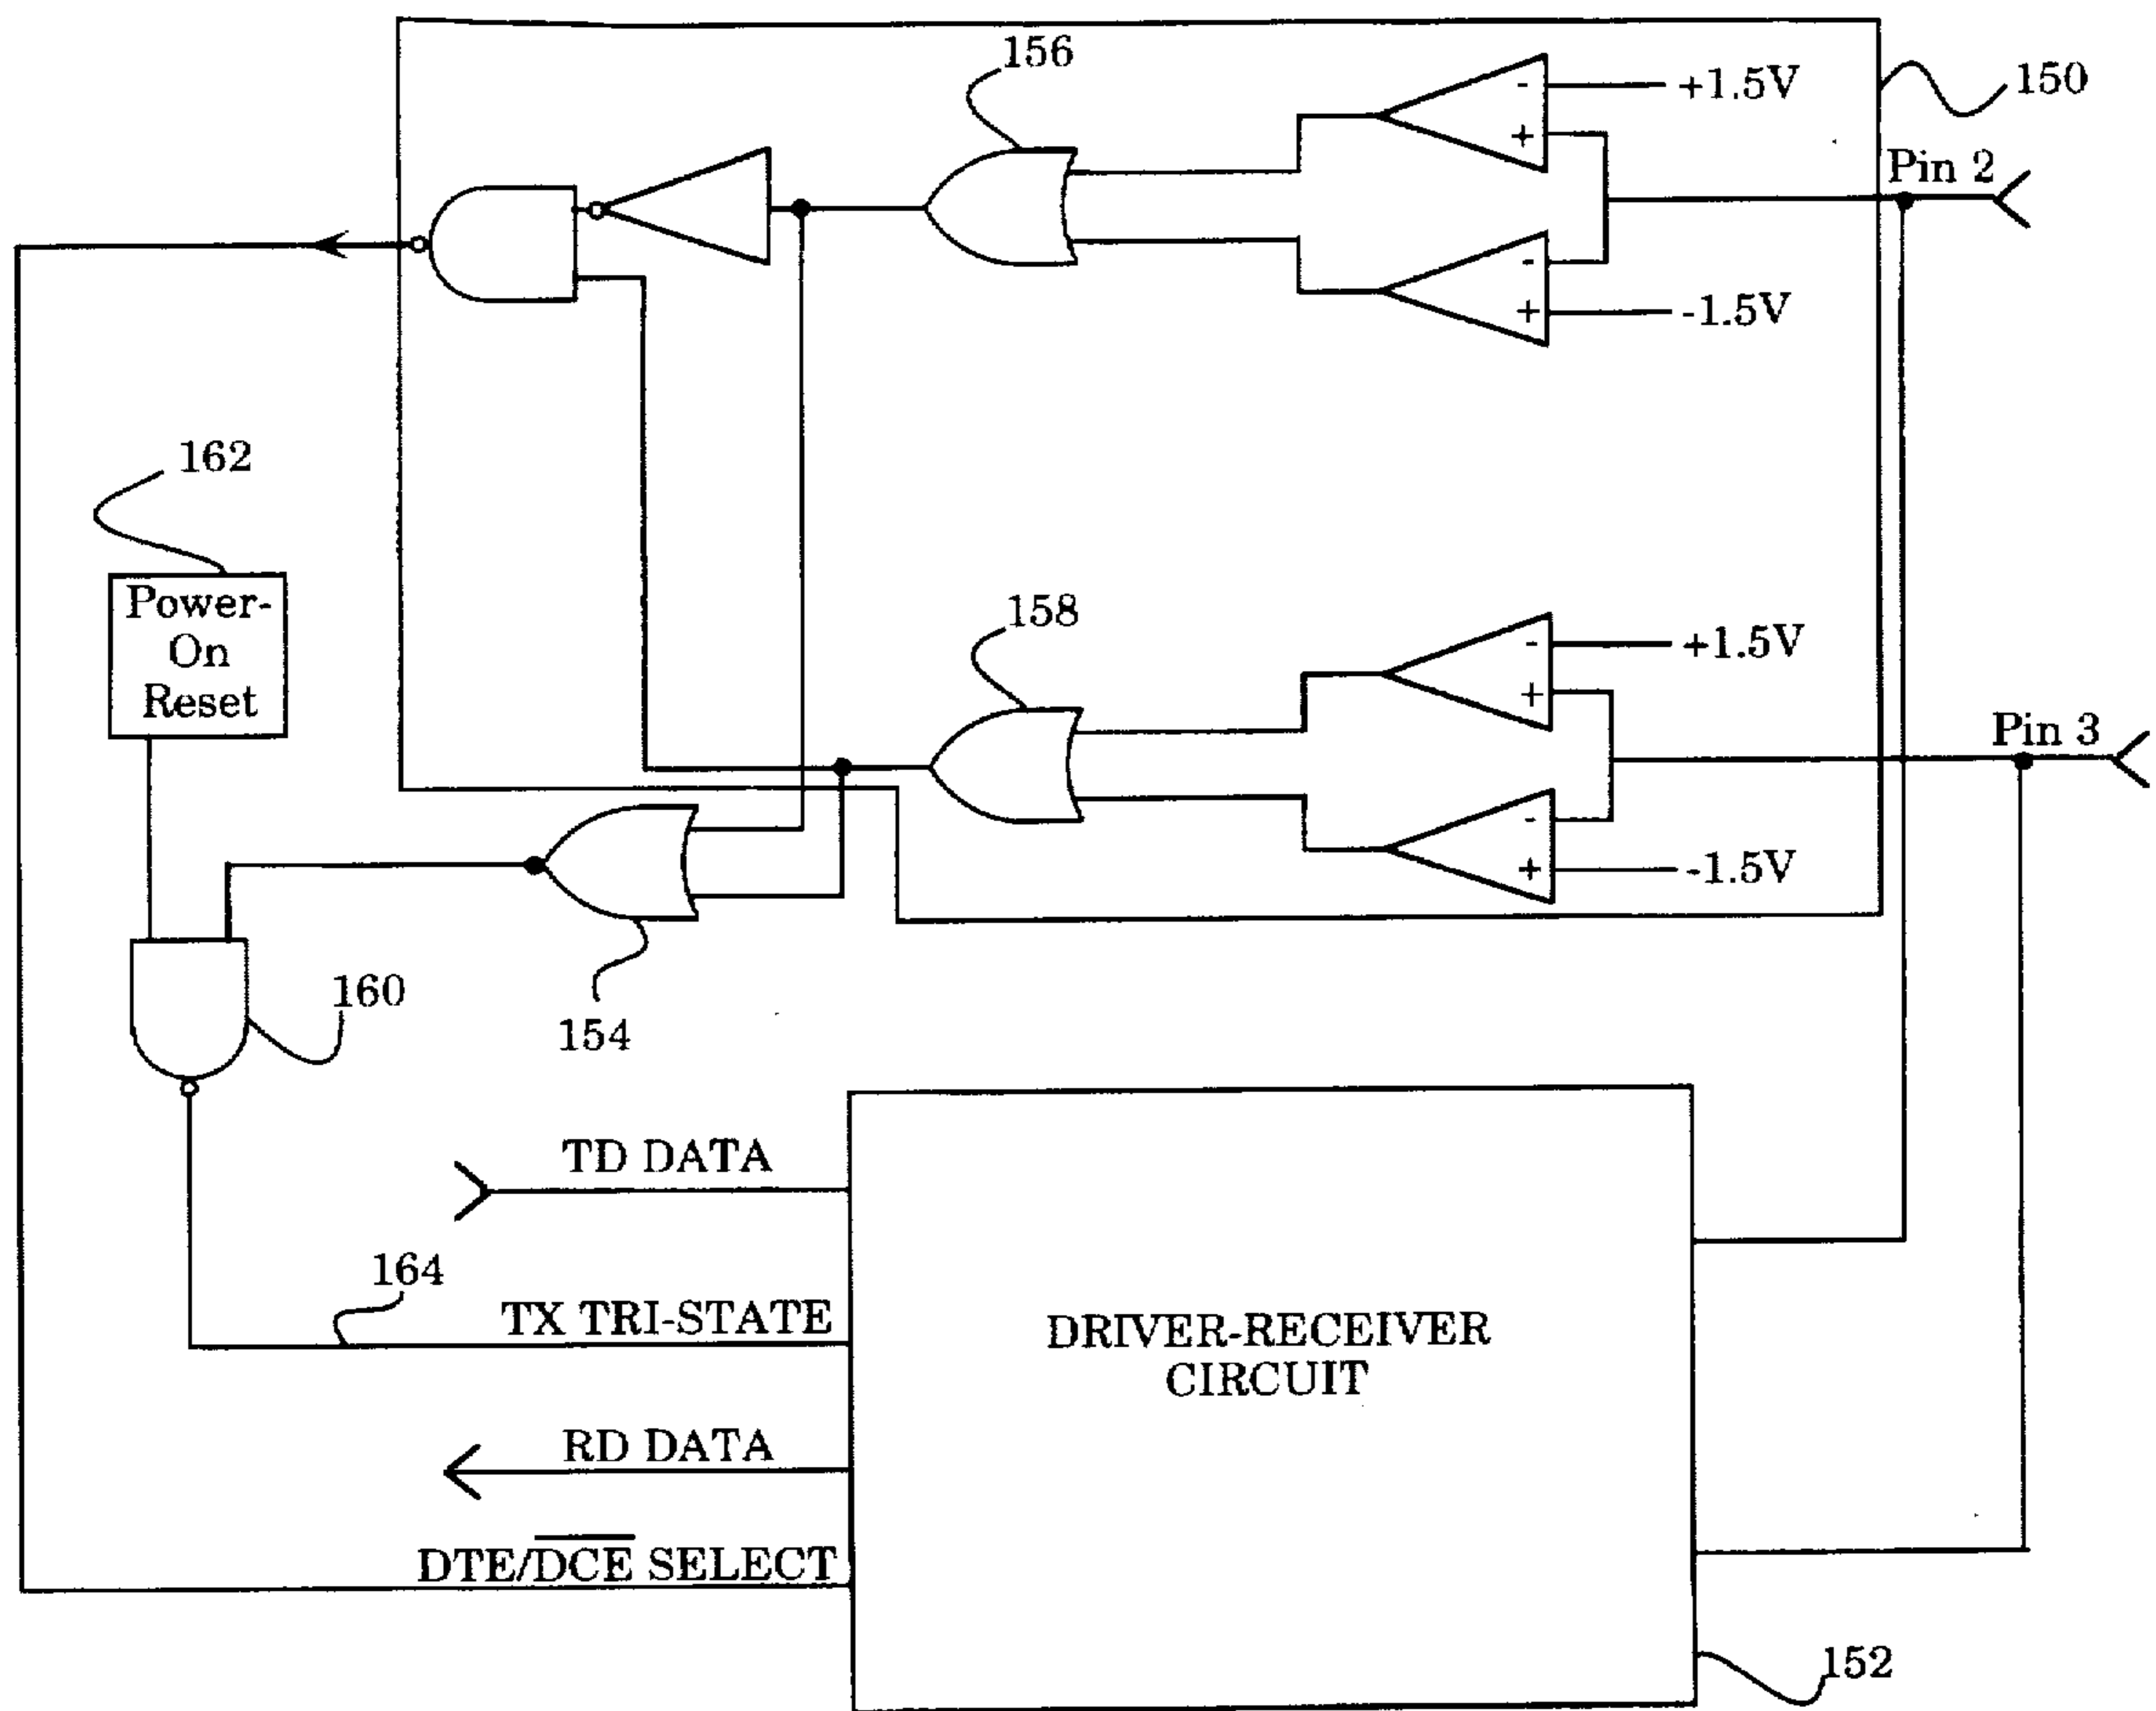 156
-
+1.5V
150
+
Pin 2
-
+
-1.5V
162
Power-
On
Reset
158
-
+1.5V
+
Pin 3
-
+
-1.5V
160
154
TD DATA
164
TX TRI-STATE
DRIVER-RECEIVER
CIRCUIT
RD DATA
DTE/D̅C̅E̅ SELECT
152